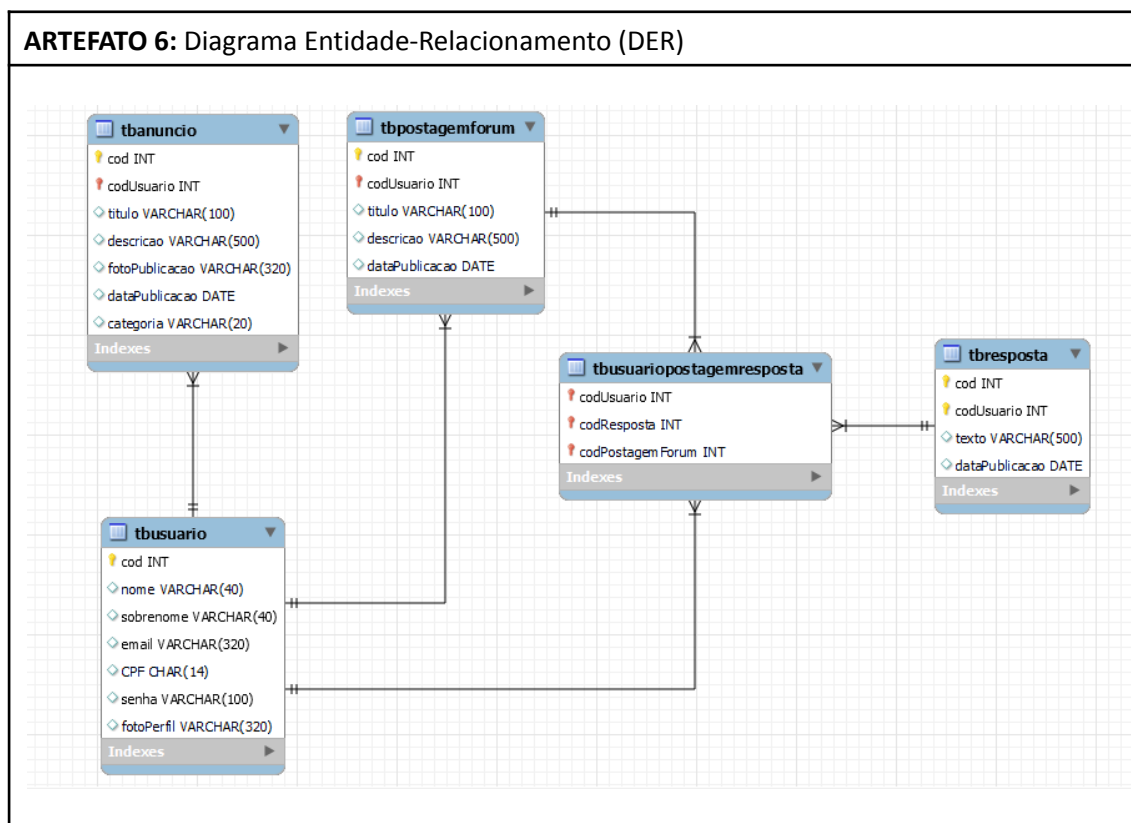 ARTEFATO 6: Diagrama Entidade-Relacionamento (DER)
tbanuncio
cod INT
codUsuario INT
titulo VARCHAR(100)
descricao VARCHAR(500)
fotoPublicacao VARCHAR(320)
dataPublicacao DATE
categoria VARCHAR(20)
Indexes
tbpostagemforum
cod INT
codUsuario INT
titulo VARCHAR(100)
descricao VARCHAR(500)
dataPublicacao DATE
Indexes
tbusuariopostagemresposta
codUsuario INT
codResposta INT
codPostagemForum INT
Indexes
tbresposta
cod INT
codUsuario INT
texto VARCHAR(500)
dataPublicacao DATE
Indexes
tbusuario
cod INT
nome VARCHAR(40)
sobrenome VARCHAR(40)
email VARCHAR(320)
CPF CHAR(14)
senha VARCHAR(100)
fotoPerfil VARCHAR(320)
Indexes